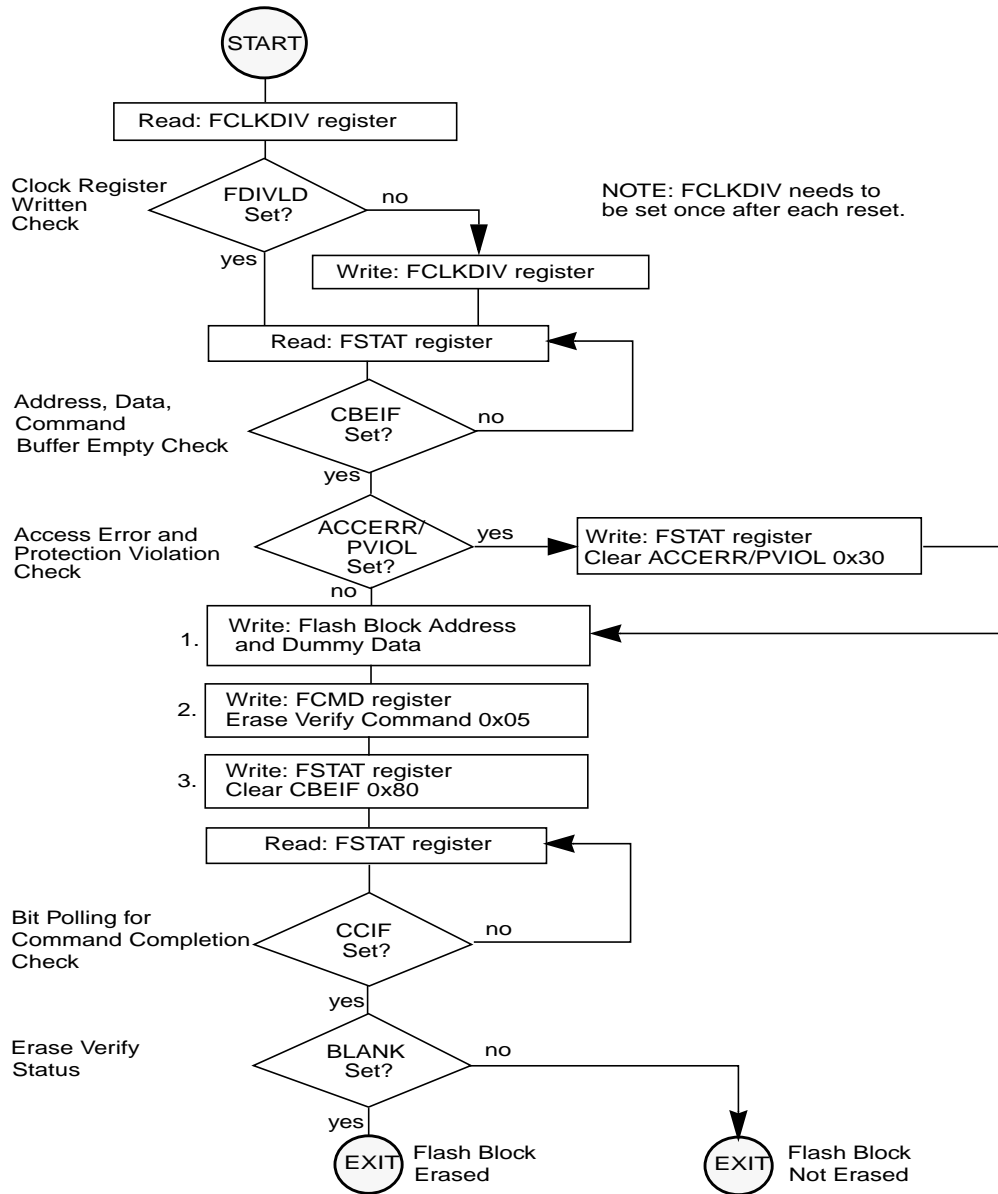 START
Read: FCLKDIV register
Clock Register
Written
Check
FDIVLD
Set?
no
yes
NOTE: FCLKDIV needs to
be set once after each reset.
Write: FCLKDIV register
Read: FSTAT register
Address, Data,
Command
Buffer Empty Check
CBEIF
Set?
no
yes
Access Error and
Protection Violation
Check
ACCERR/
PVIOL
Set?
yes
no
Write: FSTAT register
Clear ACCERR/PVIOL 0x30
1.
Write: Flash Block Address
and Dummy Data
2.
Write: FCMD register
Erase Verify Command 0x05
3.
Write: FSTAT register
Clear CBEIF 0x80
Read: FSTAT register
Bit Polling for
Command Completion
Check
CCIF
Set?
no
yes
Erase Verify
Status
BLANK
Set?
no
yes
EXIT
Flash Block
Erased
EXIT
Flash Block
Not Erased